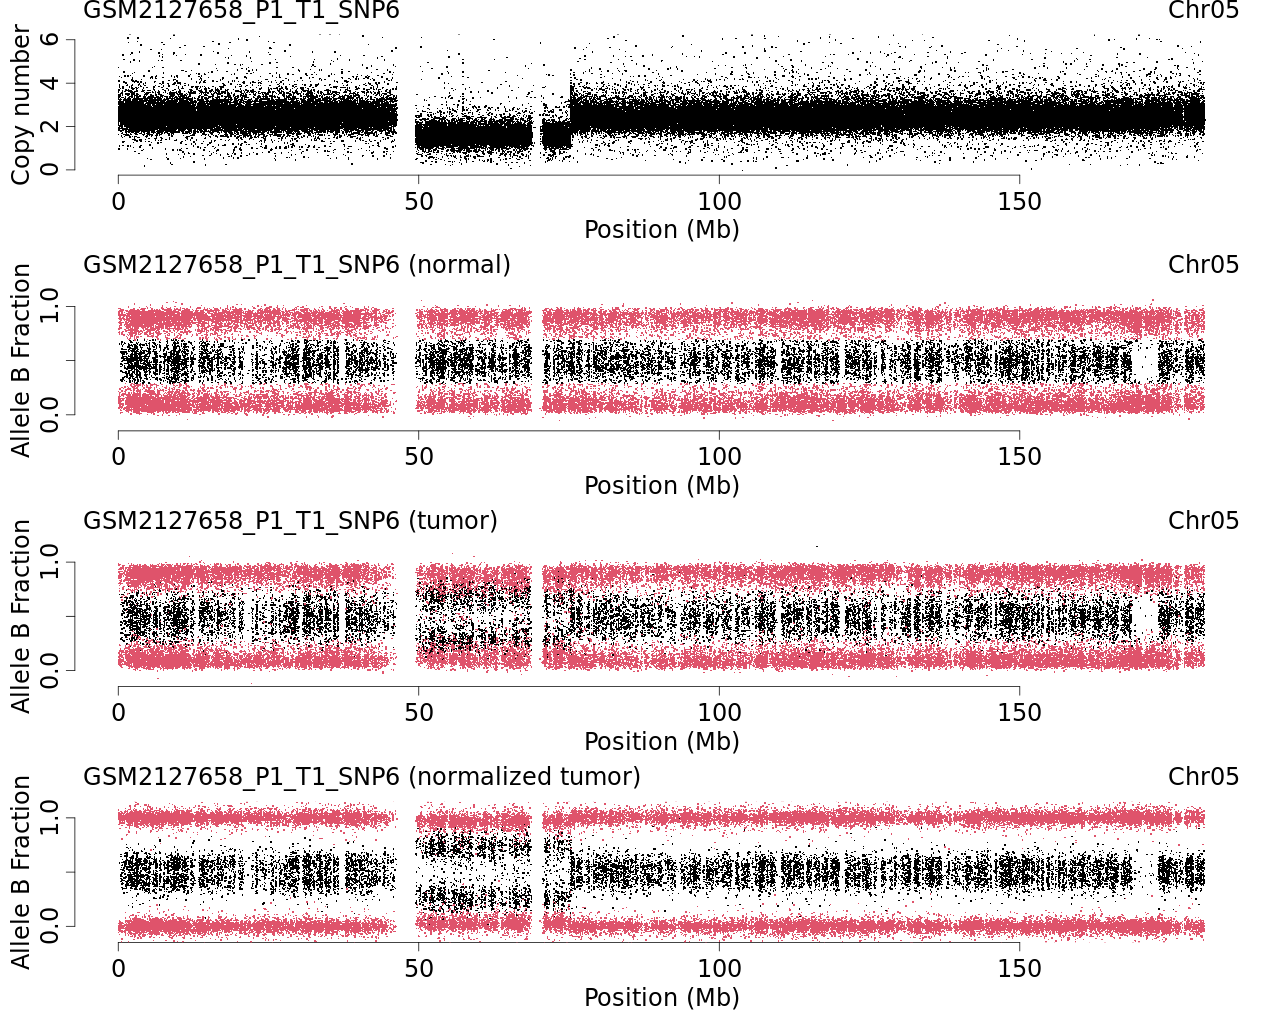 GSM2127658_P1_T1_SNP6 Chr05
Copy number
6
4
2
0
0 50 100 150
Position (Mb)
GSM2127658_P1_T1_SNP6 (normal) Chr05
Allele B Fraction
1.0
0.0
0 50 100 150
Position (Mb)
GSM2127658_P1_T1_SNP6 (tumor) Chr05
Allele B Fraction
1.0
0.0
0 50 100 150
Position (Mb)
GSM2127658_P1_T1_SNP6 (normalized tumor) Chr05
Allele B Fraction
1.0
0.0
0 50 100 150
Position (Mb)